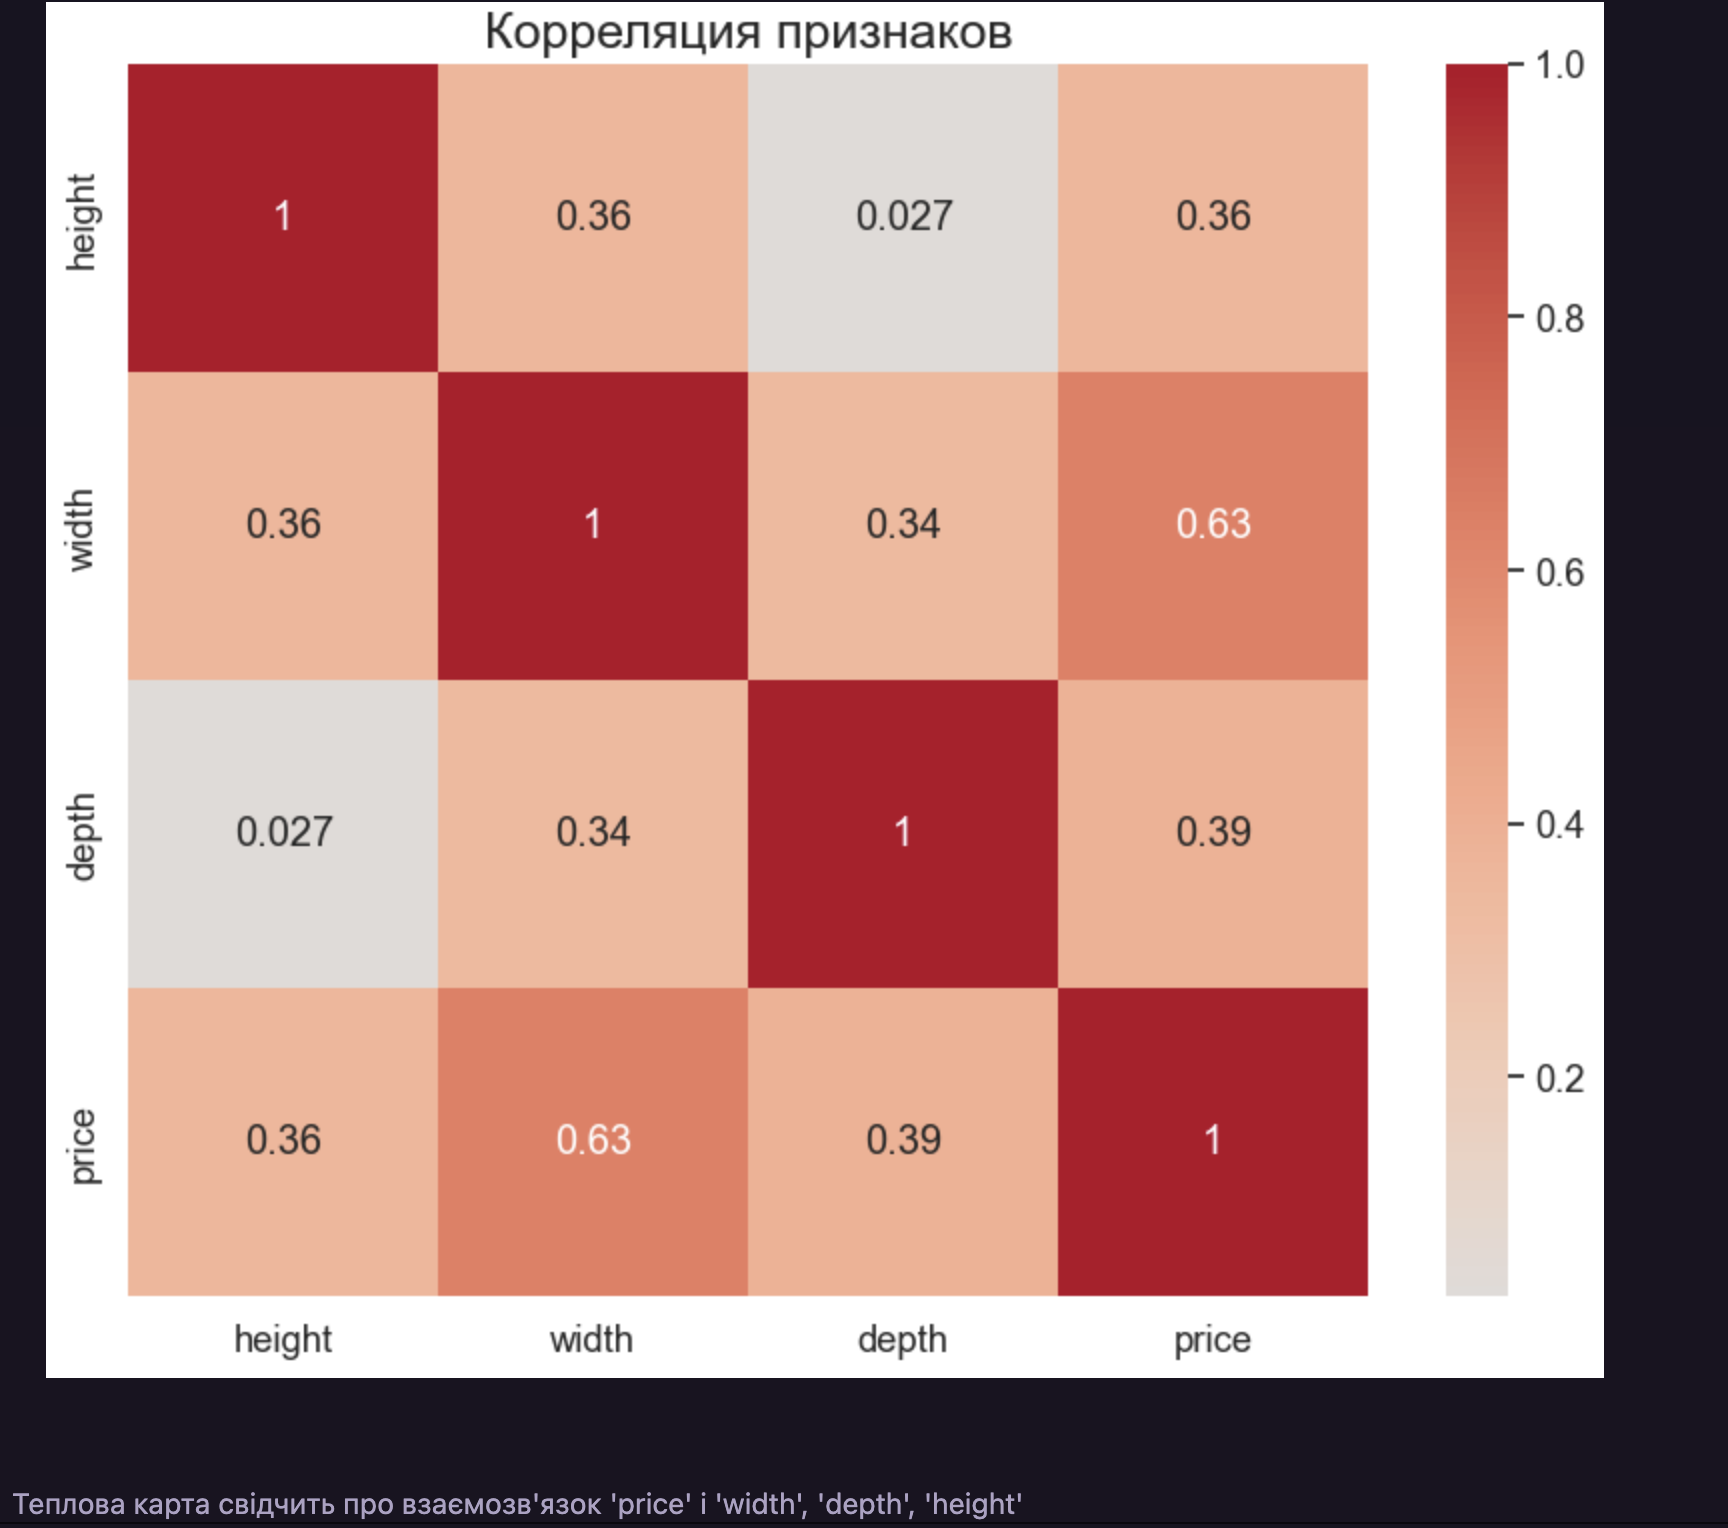 Корреляция признаков
1.0
height 1 0.36 0.027 0.36
0.8
width 0.36 1 0.34 0.63
0.6
depth 0.027 0.34 1 0.39
0.4
price 0.36 0.63 0.39 1
0.2
height width depth price
Теплова карта свідчить про взаємозв'язок 'price' і 'width', 'depth', 'height'